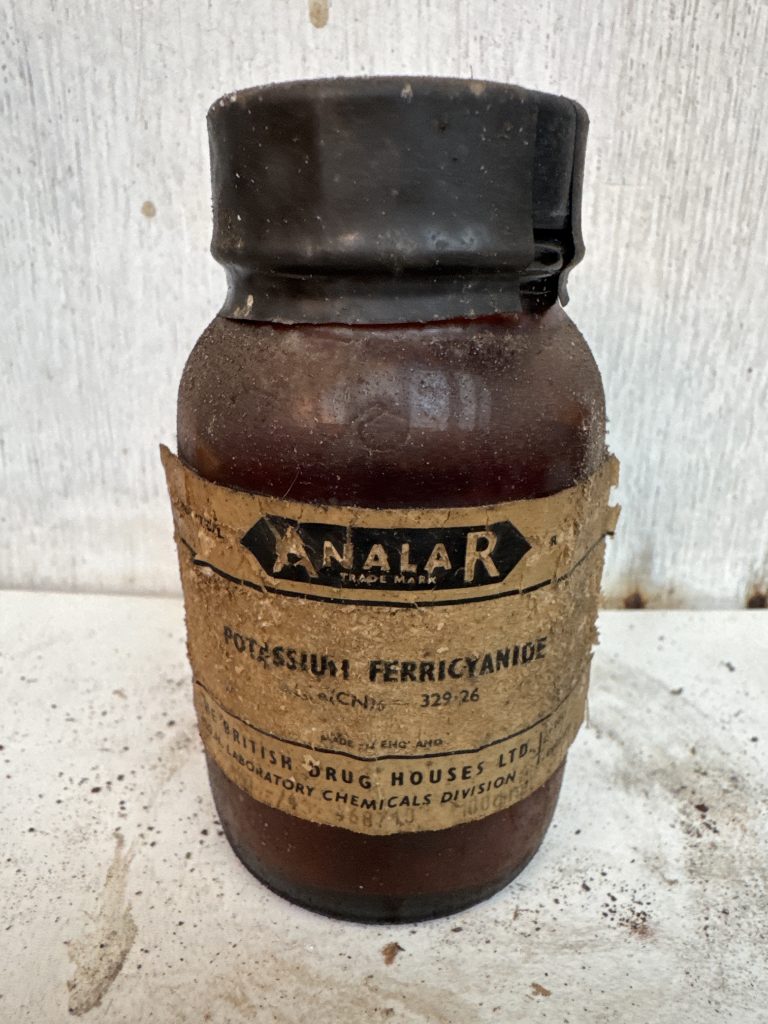 ANALAR
TRADE MARK
POTASSIUM FERRICYANIDE
329·26
MADE IN ENGLAND
BRITISH DRUG HOUSES LTD.
LABORATORY CHEMICALS DIVISION